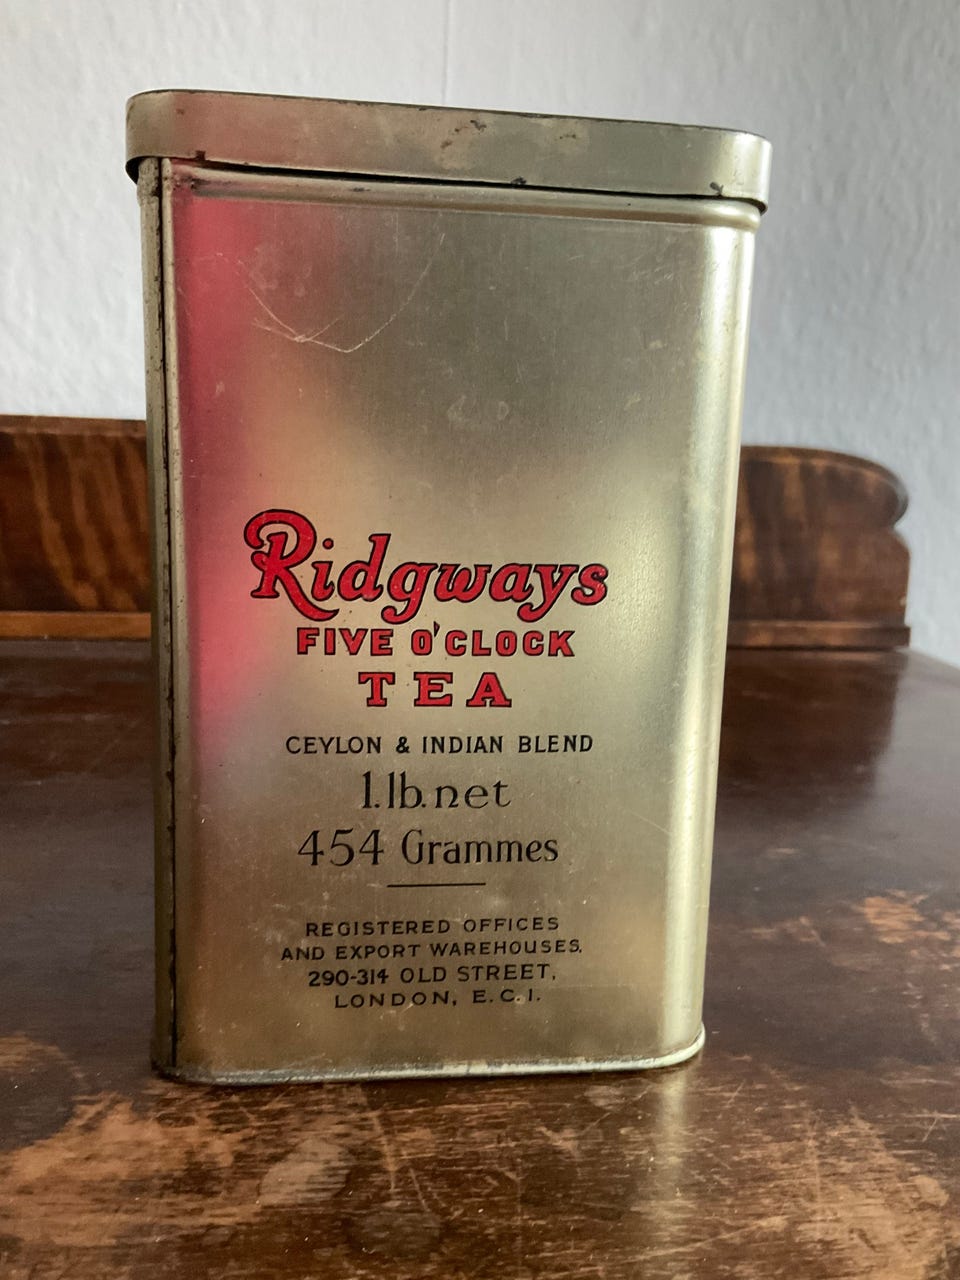 Ridgways
FIVE O'CLOCK
TEA
CEYLON & INDIAN BLEND
1.lb.net
454 Grammes
REGISTERED OFFICES
AND EXPORT WAREHOUSES.
290-314 OLD STREET.
LONDON, E.C.1.